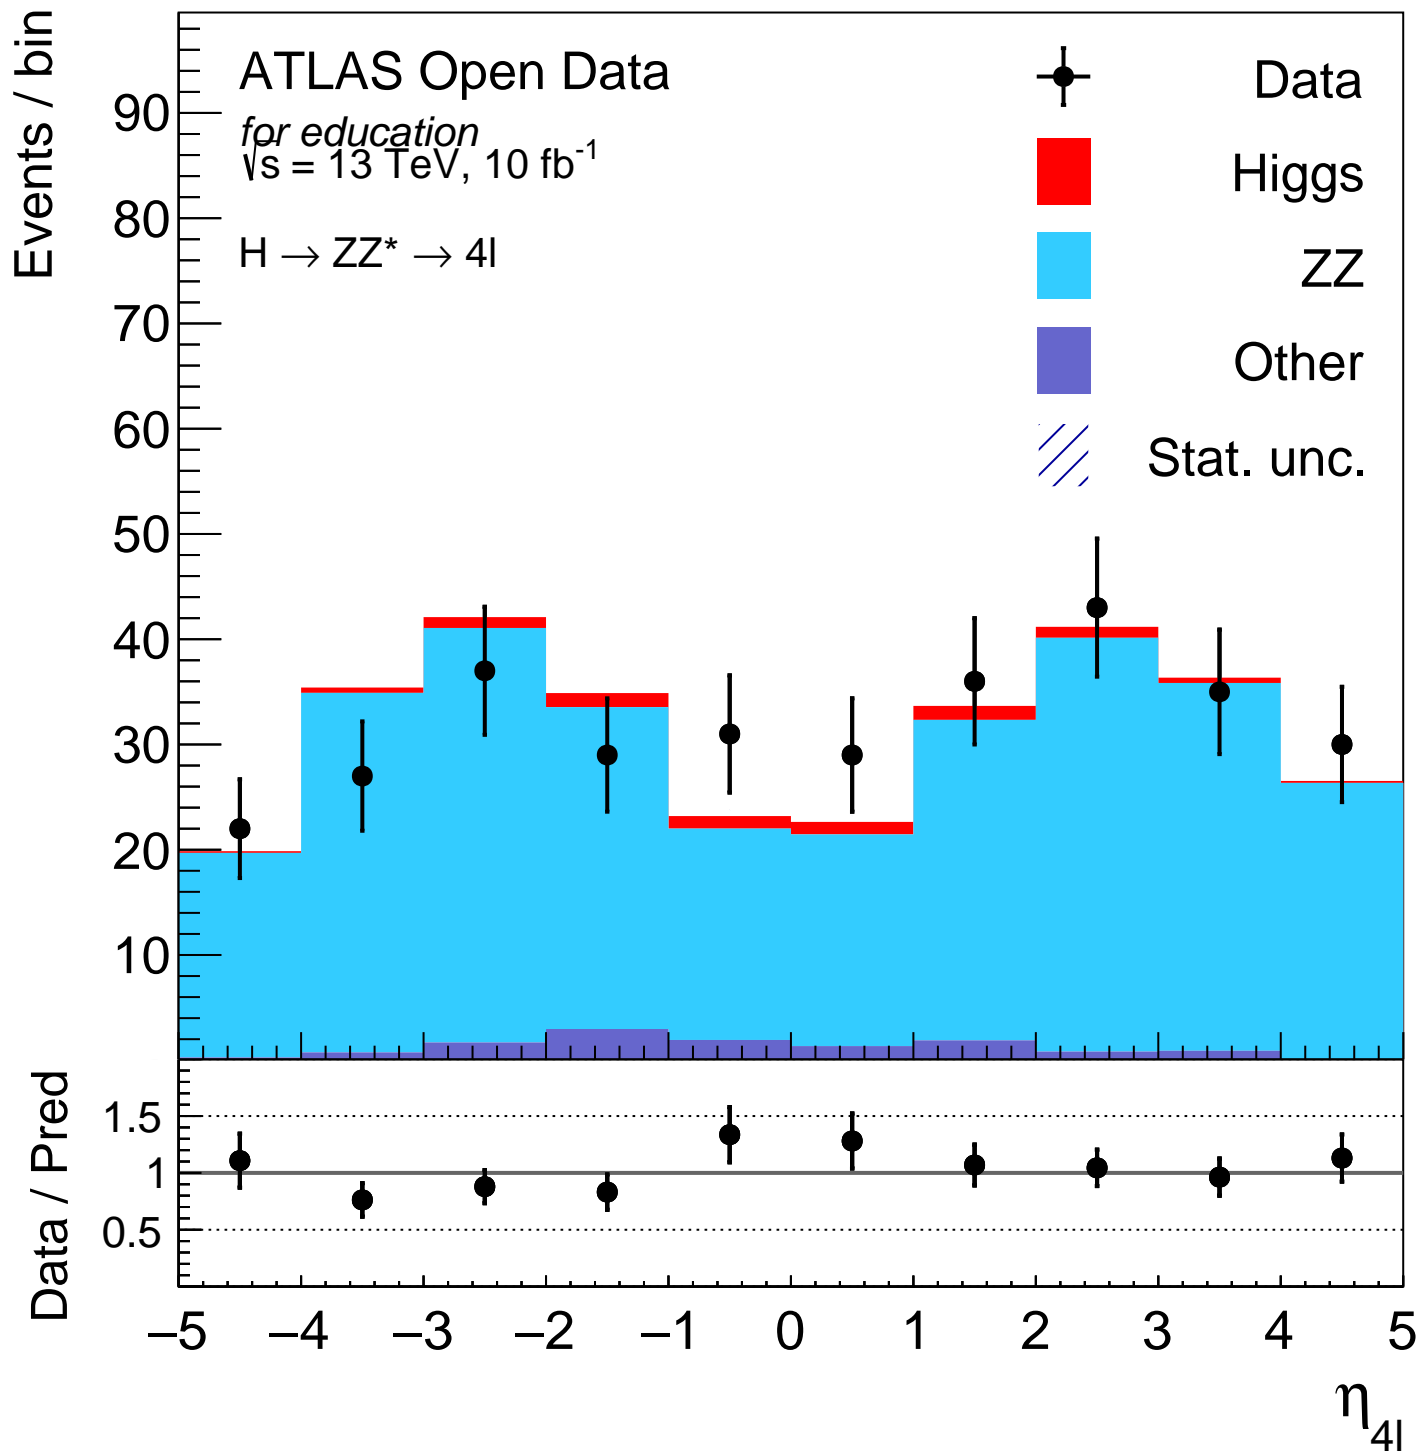 Events / bin
ATLAS Open Data
for education
√s = 13 TeV, 10 fb⁻¹
H → ZZ* → 4l
Data
Higgs
ZZ
Other
Stat. unc.
90
80
70
60
50
40
30
20
10
Data / Pred
1.5
1
0.5
–5 –4 –3 –2 –1 0 1 2 3 4 5
η4l